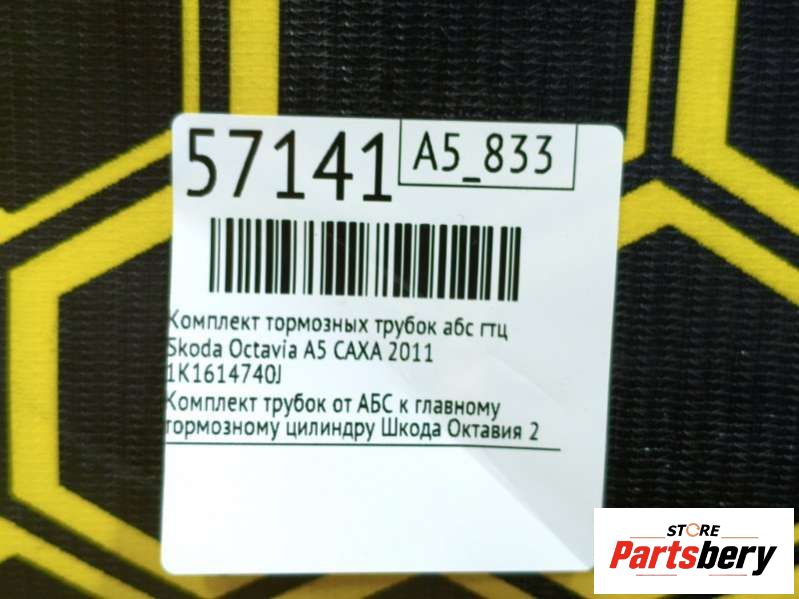 57141
A5_833
Комплект тормозных трубок абс гтц
Skoda Octavia A5 CAXA 2011
1K1614740J
Комплект трубок от АБС к главному
тормозному цилиндру Шкода Октавия 2
STORE
Partsbery